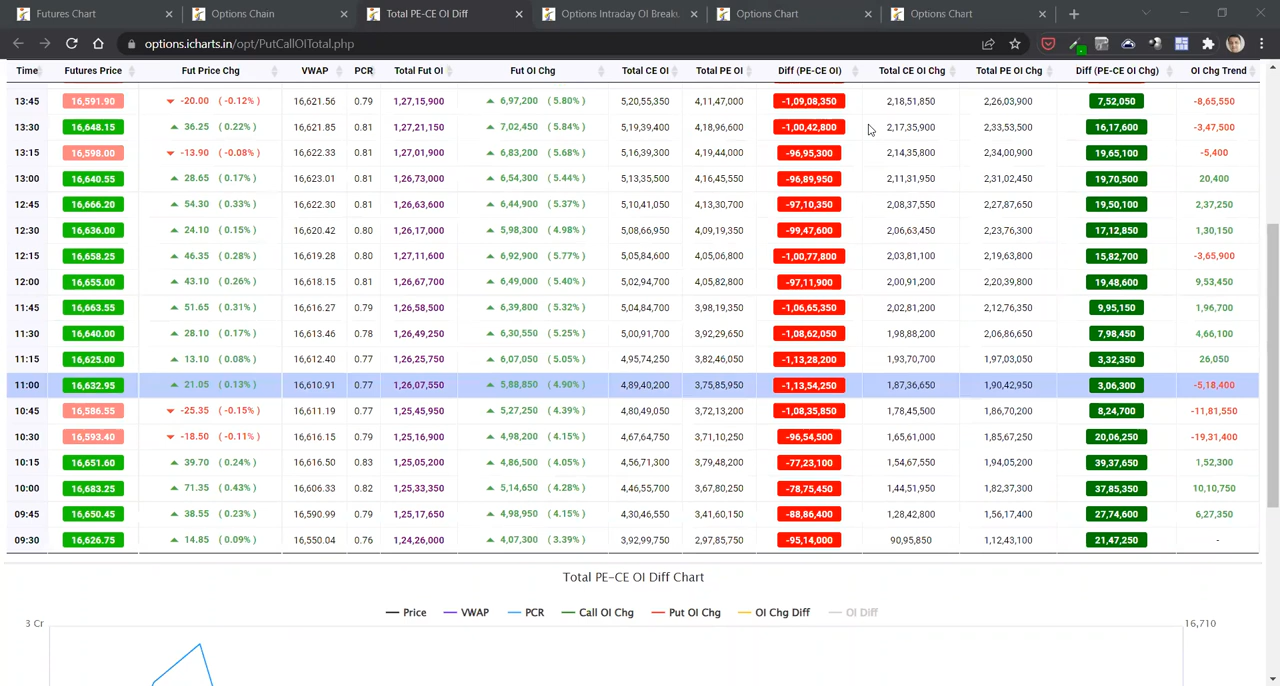 Futures Chart Options Chain Total PE-CE OI Diff Options Intraday OI Break Options Chart Options Chart
options.icharts.in/opt/PutCallOITotal.php
Time Futures Price Fut Price Chg VWAP PCR Total Fut OI Fut OI Chg Total CE OI Total PE OI Diff (PE-CE OI) Total CE OI Chg Total PE OI Chg Diff (PE-CE OI Chg) OI Chg Trend
13:45 16,591.90 -20.00 (-0.12%) 16,621.56 0.79 1,27,15,900 6,97,200 (5.80%) 5,20,55,350 4,11,47,000 -1,09,08,350 2,18,51,850 2,26,03,900 7,52,050 -8,65,550
13:30 16,648.15 36.25 (0.22%) 16,621.85 0.81 1,27,21,150 7,02,450 (5.84%) 5,19,39,400 4,18,96,600 -1,00,42,800 2,17,35,900 2,33,53,500 16,17,600 -3,47,500
13:15 16,598.00 -13.90 (-0.08%) 16,622.33 0.81 1,27,01,900 6,83,200 (5.68%) 5,16,39,300 4,19,44,000 -96,95,300 2,14,35,800 2,34,00,900 19,65,100 -5,400
13:00 16,640.55 28.65 (0.17%) 16,623.01 0.81 1,26,73,000 6,54,300 (5.44%) 5,13,35,500 4,16,45,550 -96,89,950 2,11,31,950 2,31,02,450 19,70,500 20,400
12:45 16,666.20 54.30 (0.33%) 16,622.30 0.81 1,26,63,600 6,44,900 (5.37%) 5,10,41,050 4,13,30,700 -97,10,350 2,08,37,550 2,27,87,650 19,50,100 2,37,250
12:30 16,636.00 24.10 (0.15%) 16,620.42 0.80 1,26,17,000 5,98,300 (4.98%) 5,08,66,950 4,09,19,350 -99,47,600 2,06,63,450 2,23,76,300 17,12,850 1,30,150
12:15 16,658.25 46.35 (0.28%) 16,619.28 0.80 1,27,11,600 6,92,900 (5.77%) 5,05,84,600 4,05,06,800 -1,00,77,800 2,03,81,100 2,19,63,800 15,82,700 -3,65,900
12:00 16,655.00 43.10 (0.26%) 16,618.15 0.81 1,26,67,700 6,49,000 (5.40%) 5,02,94,700 4,05,82,800 -97,11,900 2,00,91,200 2,20,39,800 19,48,600 9,53,450
11:45 16,663.55 51.65 (0.31%) 16,616.27 0.79 1,26,58,500 6,39,800 (5.32%) 5,04,84,700 3,98,19,350 -1,06,65,350 2,02,81,200 2,12,76,350 9,95,150 1,96,700
11:30 16,640.00 28.10 (0.17%) 16,613.46 0.78 1,26,49,250 6,30,550 (5.25%) 5,00,91,700 3,92,29,650 -1,08,62,050 1,98,88,200 2,06,86,650 7,98,450 4,66,100
11:15 16,625.00 13.10 (0.08%) 16,612.40 0.77 1,26,25,750 6,07,050 (5.05%) 4,95,74,250 3,82,46,050 -1,13,28,200 1,93,70,700 1,97,03,050 3,32,350 26,050
11:00 16,632.95 21.05 (0.13%) 16,610.91 0.77 1,26,07,550 5,88,850 (4.90%) 4,89,40,200 3,75,85,950 -1,13,54,250 1,87,36,650 1,90,42,950 3,06,300 -5,18,400
10:45 16,586.55 -25.35 (-0.15%) 16,611.19 0.77 1,25,45,950 5,27,250 (4.39%) 4,80,49,050 3,72,13,200 -1,08,35,850 1,78,45,500 1,86,70,200 8,24,700 -11,81,550
10:30 16,593.40 -18.50 (-0.11%) 16,616.15 0.79 1,25,16,900 4,98,200 (4.15%) 4,67,64,750 3,71,10,250 -96,54,500 1,65,61,000 1,85,67,250 20,06,250 -19,31,400
10:15 16,651.60 39.70 (0.24%) 16,616.50 0.83 1,25,05,200 4,86,500 (4.05%) 4,56,71,300 3,79,48,200 -77,23,100 1,54,67,550 1,94,05,200 39,37,650 1,52,300
10:00 16,683.25 71.35 (0.43%) 16,606.33 0.82 1,25,33,350 5,14,650 (4.28%) 4,46,55,700 3,67,80,250 -78,75,450 1,44,51,950 1,82,37,300 37,85,350 10,10,750
09:45 16,650.45 38.55 (0.23%) 16,590.99 0.79 1,25,17,650 4,98,950 (4.15%) 4,30,46,550 3,41,60,150 -88,86,400 1,28,42,800 1,56,17,400 27,74,600 6,27,350
09:30 16,626.75 14.85 (0.09%) 16,550.04 0.76 1,24,26,000 4,07,300 (3.39%) 3,92,99,750 2,97,85,750 -95,14,000 90,95,850 1,12,43,100 21,47,250 -
Total PE-CE OI Diff Chart
Price VWAP PCR Call OI Chg Put OI Chg OI Chg Diff OI Diff
3 Cr 16,710